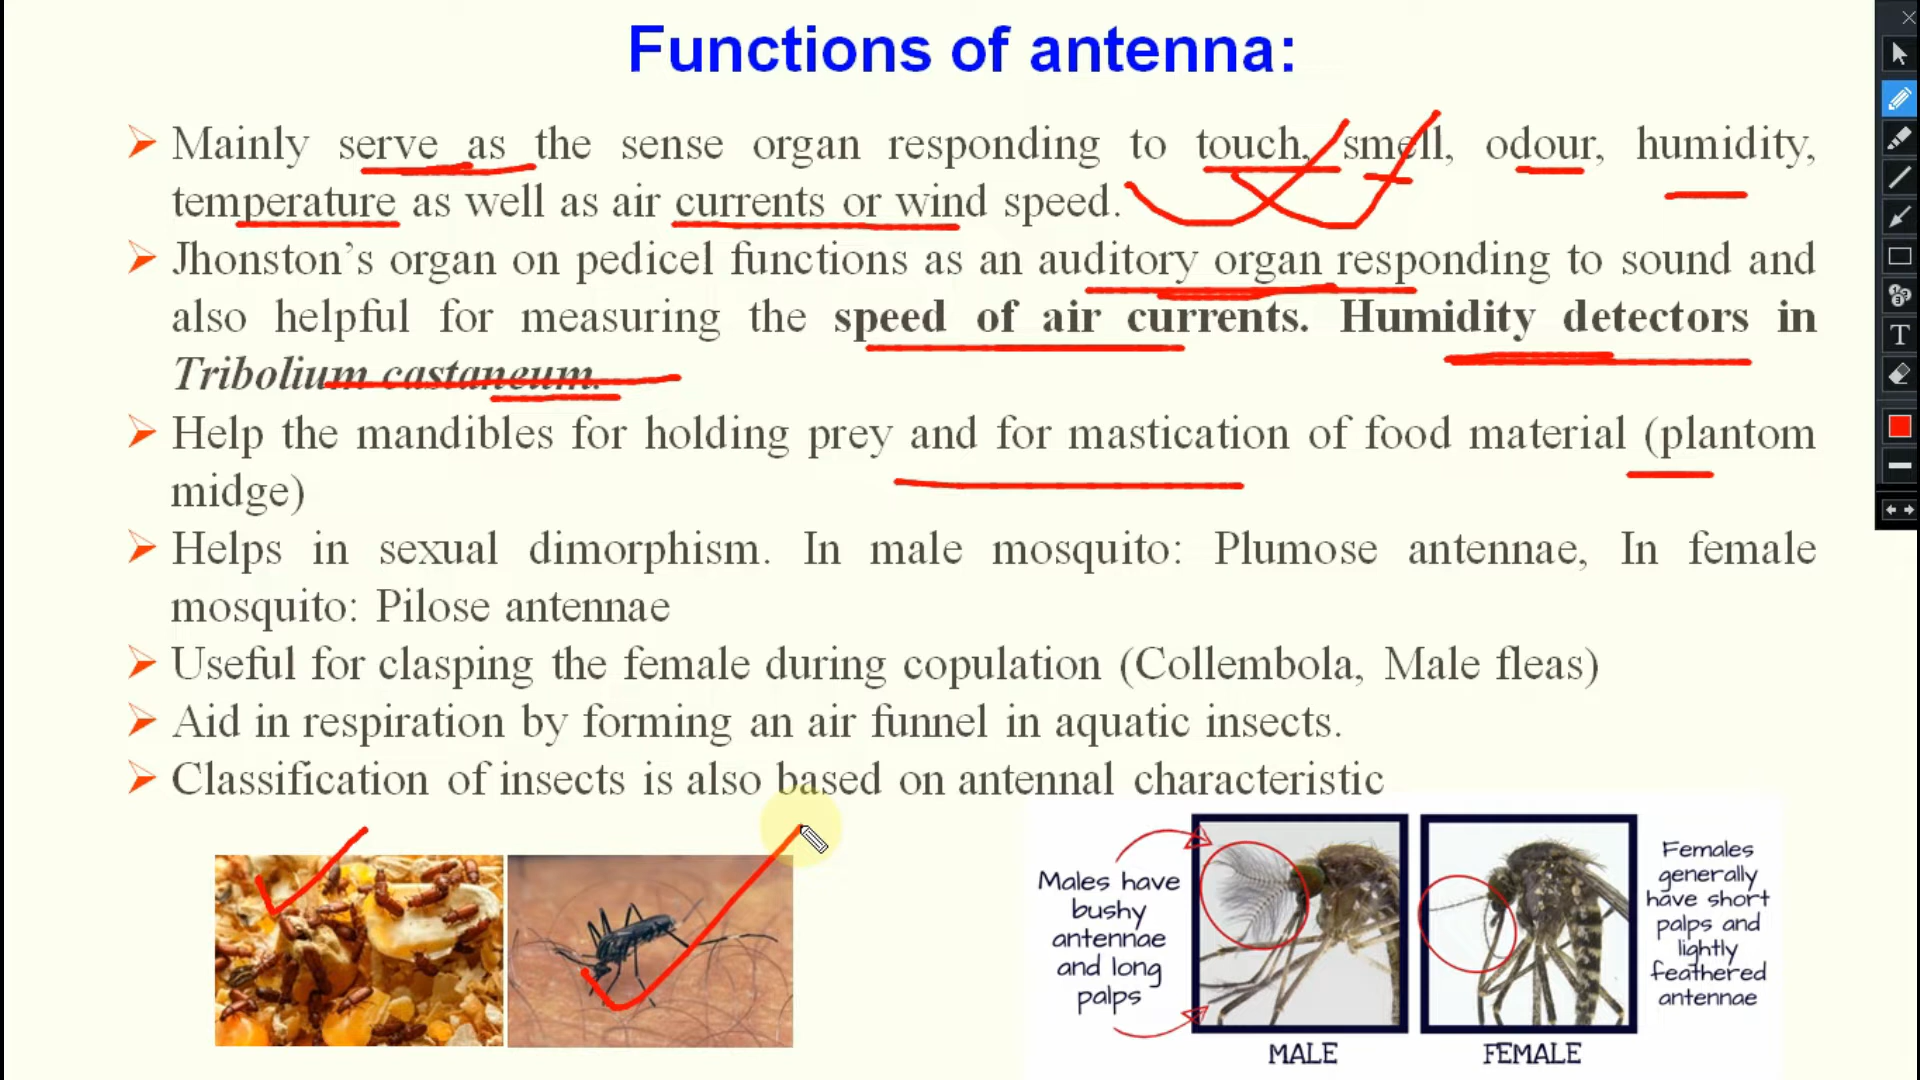 Functions of antenna:
Mainly serve as the sense organ responding to touch, smell, odour, humidity,
temperature as well as air currents or wind speed.
Jhonston’s organ on pedicel functions as an auditory organ responding to sound and
also helpful for measuring the speed of air currents. Humidity detectors in
Tribolium castaneum.
Help the mandibles for holding prey and for mastication of food material (plantom
midge)
Helps in sexual dimorphism. In male mosquito: Plumose antennae, In female
mosquito: Pilose antennae
Useful for clasping the female during copulation (Collembola, Male fleas)
Aid in respiration by forming an air funnel in aquatic insects.
Classification of insects is also based on antennal characteristic
Males have
bushy
antennae
and long
palps
MALE
FEMALE
Females
generally
have short
palps and
lightly
feathered
antennae
T